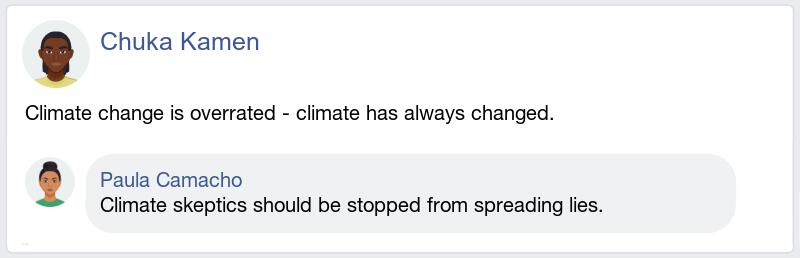 Chuka Kamen
Climate change is overrated - climate has always changed.
Paula Camacho
Climate skeptics should be stopped from spreading lies.